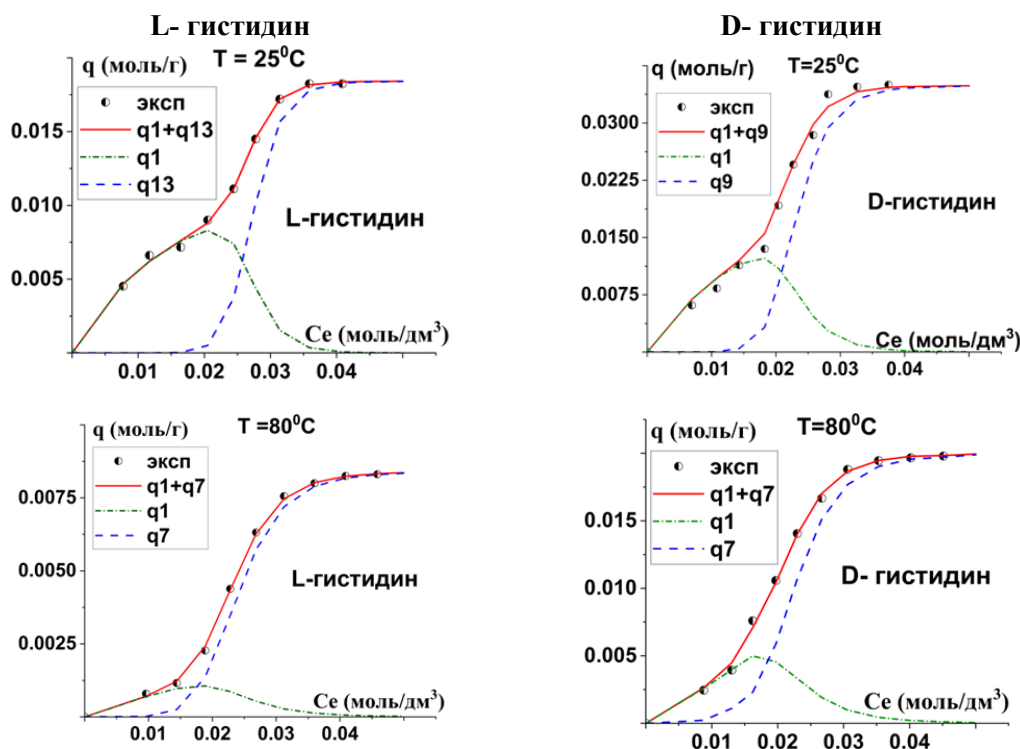 L- гистидин
D- гистидин
q (моль/г)
T = 25⁰C
эксп
q1+q13
q1
q13
0.015
0.010
0.005
L-гистидин
Ce (моль/дм³)
0.01 0.02 0.03 0.04
q (моль/г)
T=25⁰C
эксп
q1+q9
q1
q9
0.0300
0.0225
0.0150
0.0075
D-гистидин
Ce (моль/дм³)
0.01 0.02 0.03 0.04
q (моль/г)
T =80⁰C
эксп
q1+q7
q1
q7
0.0075
0.0050
0.0025
0.000
L-гистидин
Ce (моль/дм³)
0.01 0.02 0.03 0.04
q (моль/г)
T=80⁰C
эксп
q1+q7
q1
q7
0.015
0.010
0.005
D- гистидин
Ce (моль/дм³)
0.01 0.02 0.03 0.04